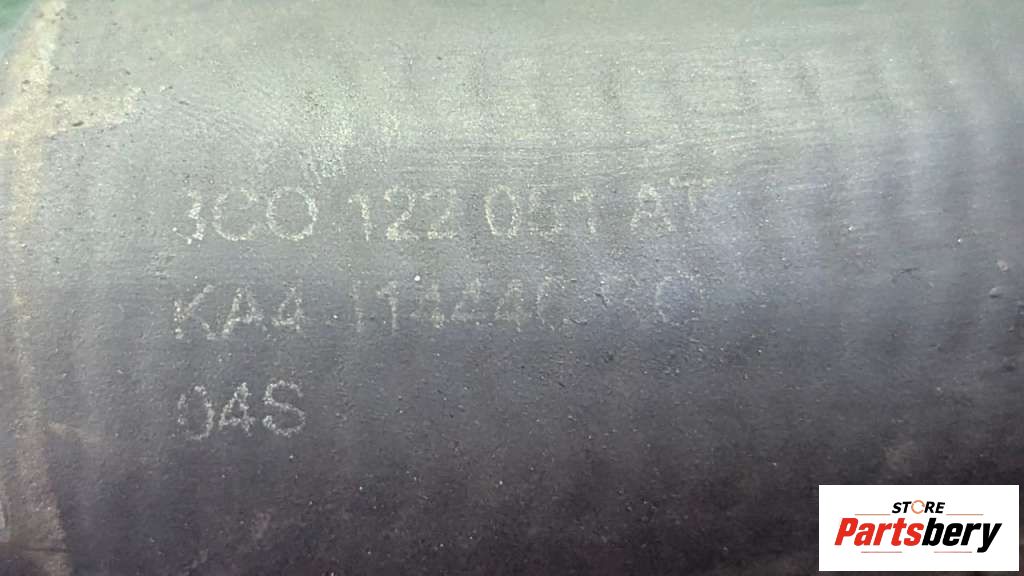 3C0 122 051 AT
KA4
04S
STORE
Partsbery